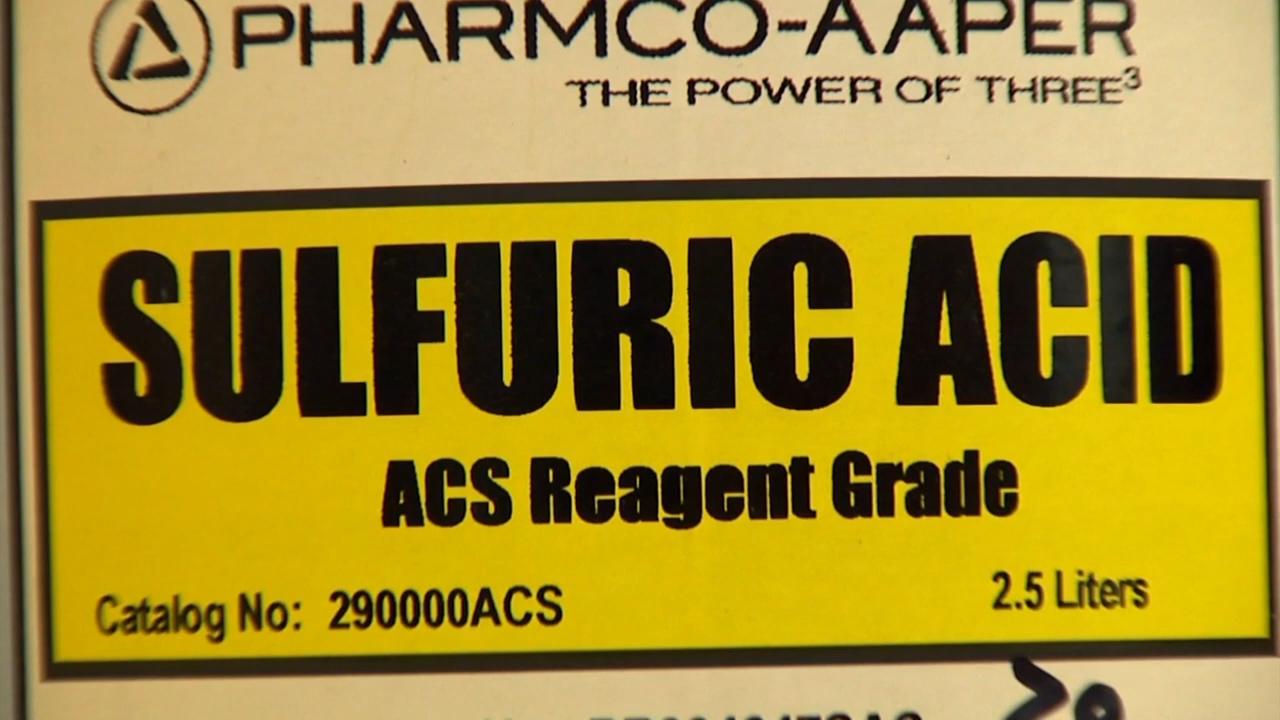 PHARMCO-AAPER
THE POWER OF THREE³
SULFURIC ACID
ACS Reagent Grade
Catalog No: 290000ACS
2.5 Liters